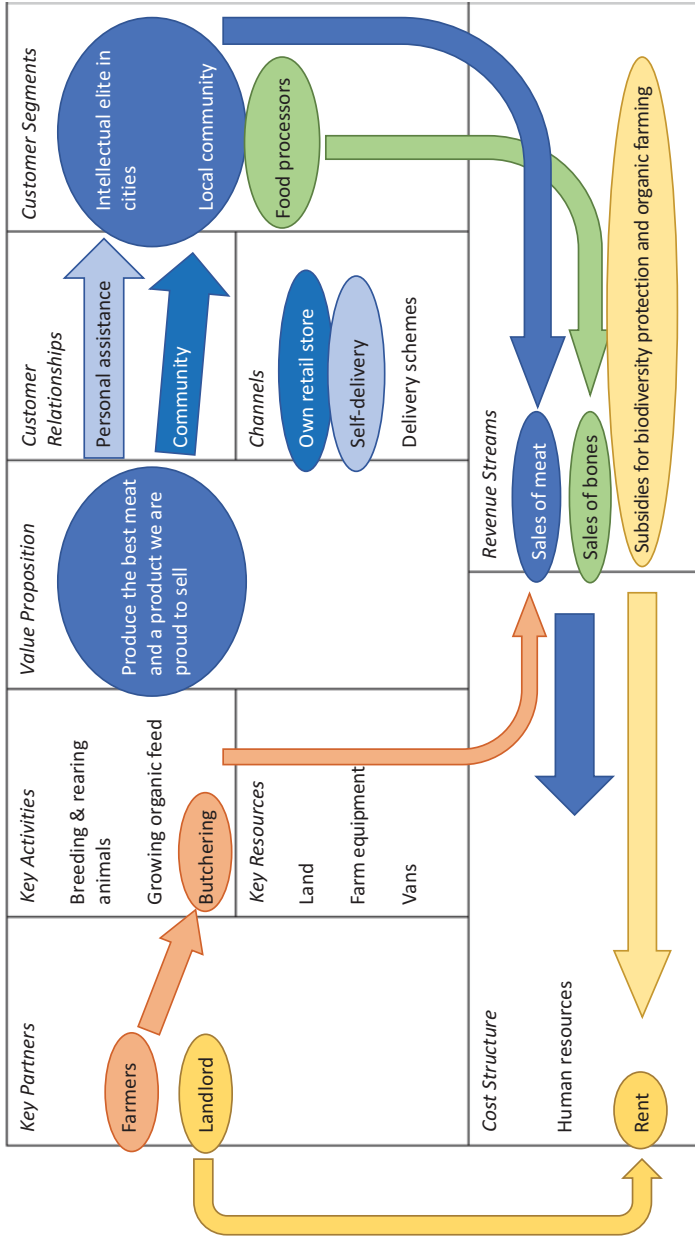 Key Partners
Farmers
Landlord
Key Activities
Breeding & rearing
animals
Growing organic feed
Butchering
Key Resources
Land
Farm equipment
Vans
Value Proposition
Produce the best meat
and a product we are
proud to sell
Customer
Relationships
Personal assistance
Community
Channels
Own retail store
Self-delivery
Delivery schemes
Customer Segments
Intellectual elite in
cities
Local community
Food processors
Cost Structure
Human resources
Rent
Revenue Streams
Sales of meat
Sales of bones
Subsidies for biodiversity protection and organic farming